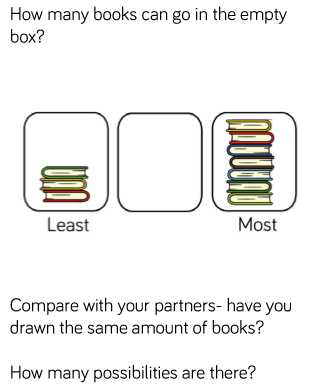 How many books can go in the empty
box?
Least
Most
Compare with your partners- have you
drawn the same amount of books?
How many possibilities are there?